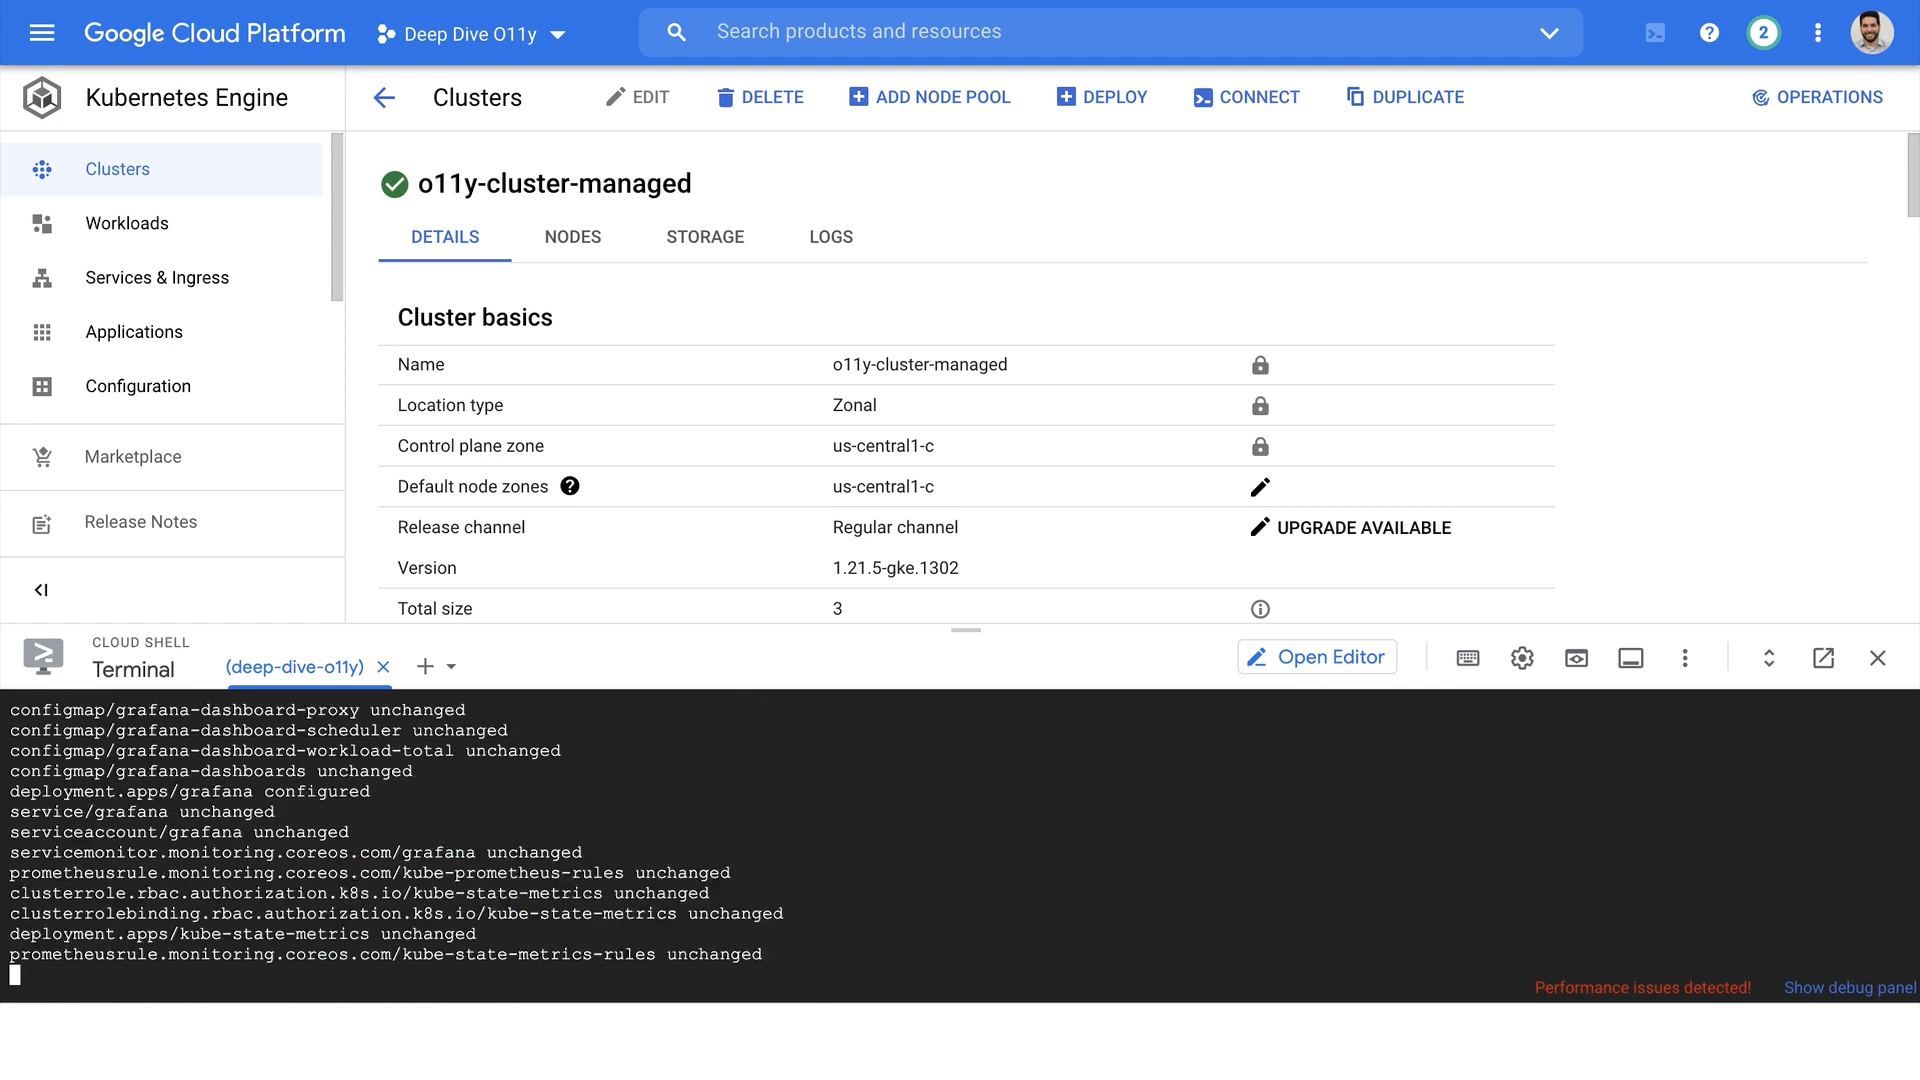 Google Cloud Platform
Deep Dive O11y
Search products and resources
2
Kubernetes Engine
Clusters
EDIT
DELETE
ADD NODE POOL
DEPLOY
CONNECT
DUPLICATE
OPERATIONS
Clusters
Workloads
Services & Ingress
Applications
Configuration
Marketplace
Release Notes
o11y-cluster-managed
DETAILS NODES STORAGE LOGS
Cluster basics
Name o11y-cluster-managed
Location type Zonal
Control plane zone us-central1-c
Default node zones us-central1-c
Release channel Regular channel UPGRADE AVAILABLE
Version 1.21.5-gke.1302
Total size 3
CLOUD SHELL
Terminal
(deep-dive-o11y)
Open Editor
configmap/grafana-dashboard-proxy unchanged
configmap/grafana-dashboard-scheduler unchanged
configmap/grafana-dashboard-workload-total unchanged
configmap/grafana-dashboards unchanged
deployment.apps/grafana configured
service/grafana unchanged
serviceaccount/grafana unchanged
servicemonitor.monitoring.coreos.com/grafana unchanged
prometheusrule.monitoring.coreos.com/kube-prometheus-rules unchanged
clusterrole.rbac.authorization.k8s.io/kube-state-metrics unchanged
clusterrolebinding.rbac.authorization.k8s.io/kube-state-metrics unchanged
deployment.apps/kube-state-metrics unchanged
prometheusrule.monitoring.coreos.com/kube-state-metrics-rules unchanged
Performance issues detected! Show debug panel